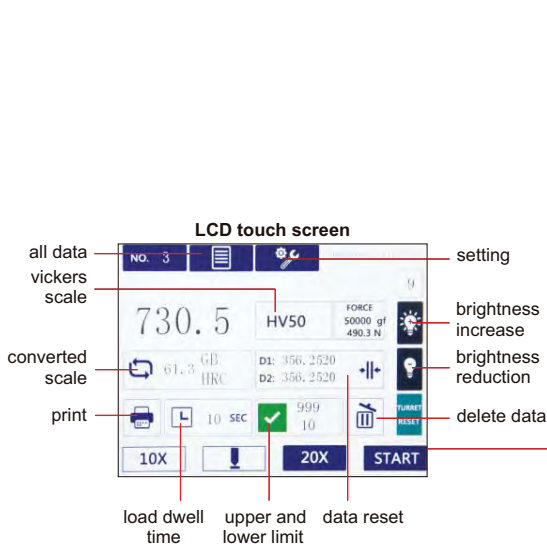 LCD touch screen
all data
NO. 3
setting
vickers
scale
9
730.5
HV50
FORCE
50000 gf
490.3 N
brightness
increase
converted
scale
61.3 GB
HRC
D1: 356.2520
D2: 356.2520
brightness
reduction
print
10 SEC
999
10
TURRET
RESET
delete data
10X
20X
START
load dwell
time
upper and
lower limit
data reset